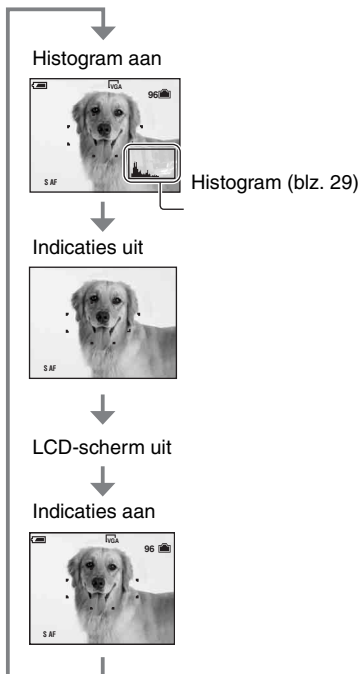 Histogram aan
VGA
96
S AF
Histogram (blz. 29)
Indicaties uit
S AF
LCD-scherm uit
Indicaties aan
VGA
96
S AF